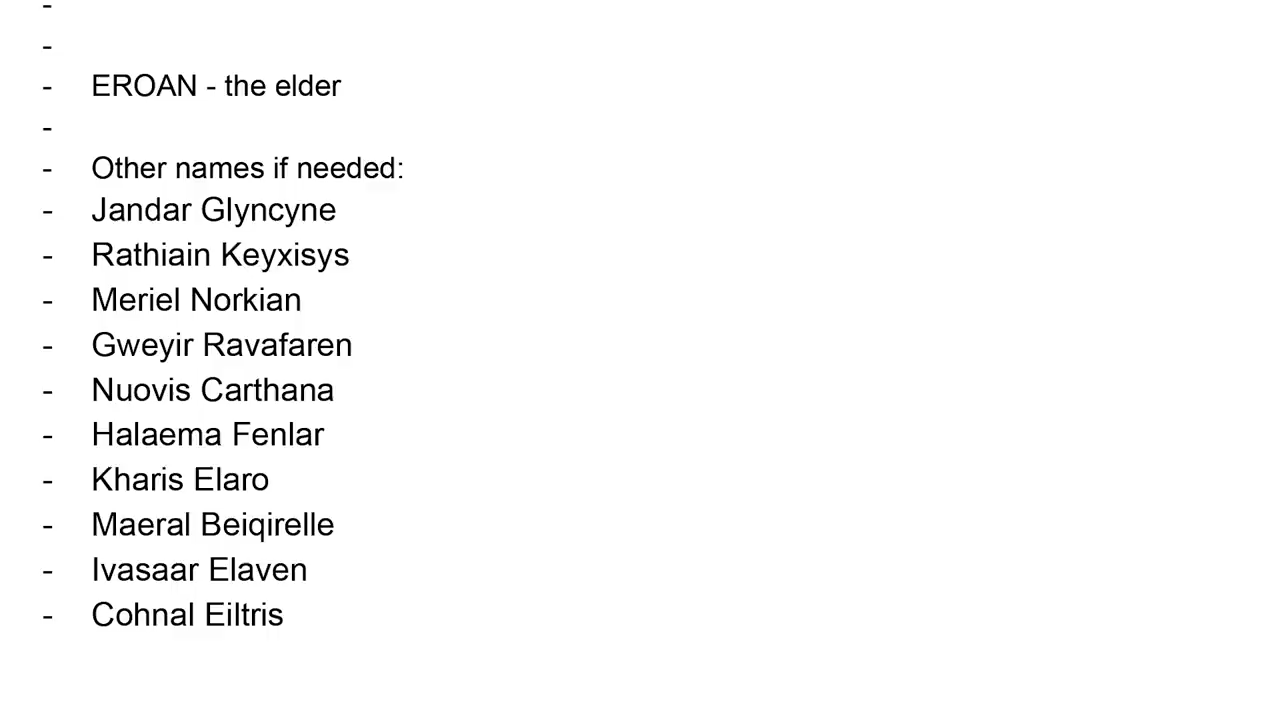 -
-
- EROAN - the elder
-
- Other names if needed:
- Jandar Glyncyne
- Rathiain Keyxisys
- Meriel Norkian
- Gweyir Ravafaren
- Nuovis Carthana
- Halaema Fenlar
- Kharis Elaro
- Maeral Beiqirelle
- Ivasaar Elaven
- Cohnal Eiltris